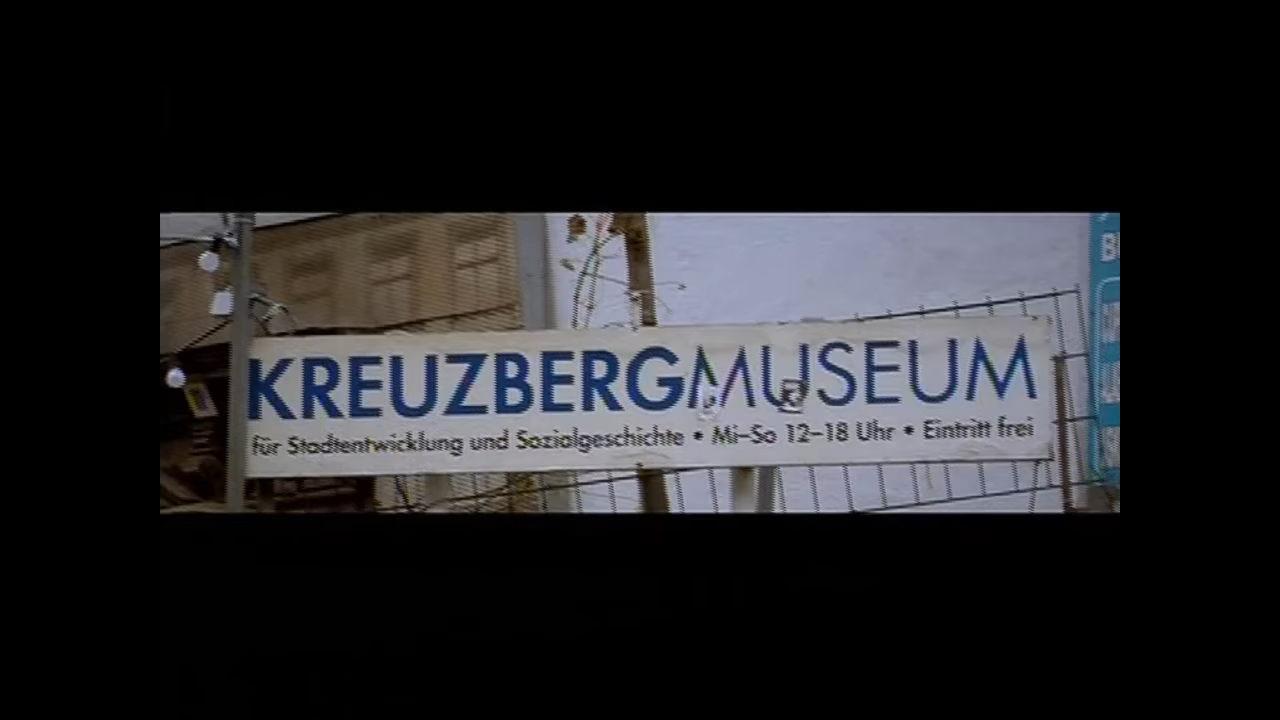 KREUZBERGMUSEUM
für Stadtentwicklung und Sozialgeschichte • Mi–So 12–18 Uhr • Eintritt frei